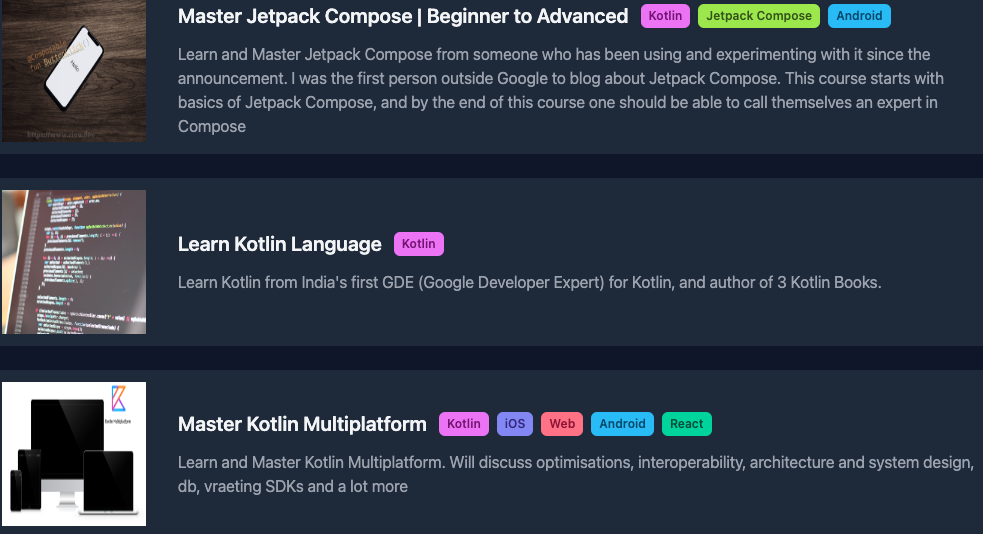 Master Jetpack Compose | Beginner to Advanced Kotlin Jetpack Compose Android
Learn and Master Jetpack Compose from someone who has been using and experimenting with it since the
announcement. I was the first person outside Google to blog about Jetpack Compose. This course starts with
basics of Jetpack Compose, and by the end of this course one should be able to call themselves an expert in
Compose
Learn Kotlin Language Kotlin
Learn Kotlin from India's first GDE (Google Developer Expert) for Kotlin, and author of 3 Kotlin Books.
Master Kotlin Multiplatform Kotlin iOS Web Android React
Learn and Master Kotlin Multiplatform. Will discuss optimisations, interoperability, architecture and system design,
db, vraeting SDKs and a lot more